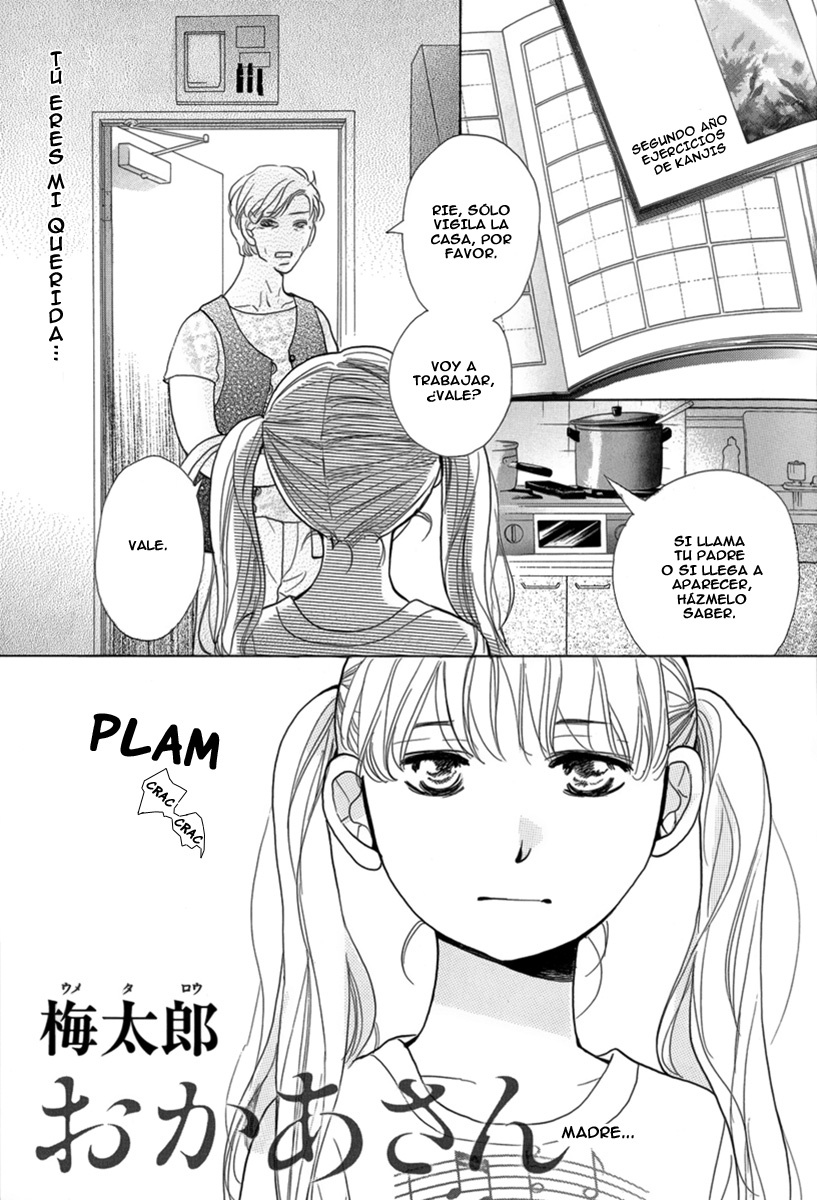 SEGUNDO AÑO
EJERCICIOS
DE KANJIS
RIE, SÓLO
VIGILA LA
CASA, POR
FAVOR.
TÚ ERES MI QUERIDA...
VOY A
TRABAJAR,
¿VALE?
SI LLAMA
TU PADRE
O SI LLEGA A
APARECER,
HÁZMELO
SABER.
VALE.
PLAM
CRAC
CRAC
ウメ タ ロウ
梅太郎
おかあさん
MADRE...